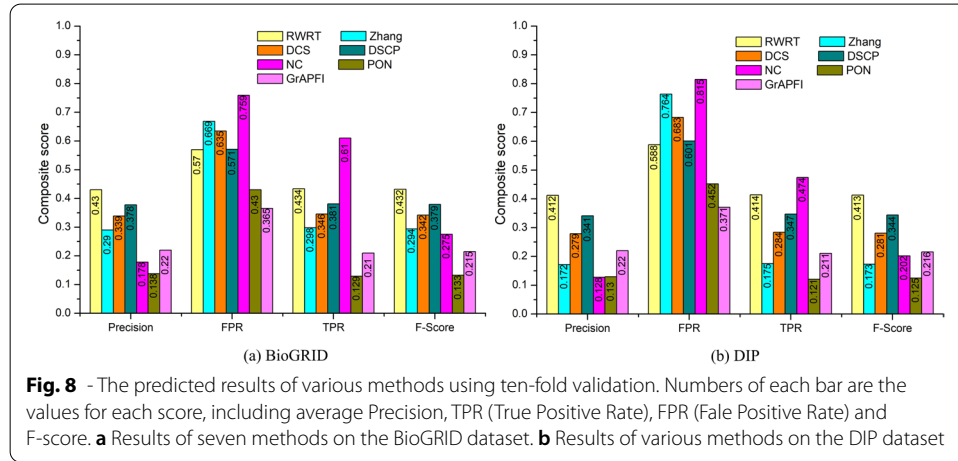 1.0
0.9
0.8
0.7
0.6
0.5
0.4
0.3
0.2
0.1
0.0
Composite score
RWRT Zhang
DCS DSCP
NC PON
GrAPFI
0.43 0.29 0.339 0.378 0.178 0.138 0.22
0.57 0.669 0.635 0.571 0.759 0.43 0.365
0.434 0.298 0.346 0.381 0.61 0.129 0.21
0.432 0.294 0.342 0.379 0.275 0.133 0.215
Precision FPR TPR F-Score
(a) BioGRID
1.0
0.9
0.8
0.7
0.6
0.5
0.4
0.3
0.2
0.1
0.0
Composite score
RWRT Zhang
DCS DSCP
NC PON
GrAPFI
0.412 0.172 0.279 0.341 0.128 0.13 0.22
0.588 0.764 0.683 0.601 0.815 0.452 0.371
0.414 0.175 0.284 0.347 0.474 0.121 0.211
0.413 0.173 0.281 0.344 0.202 0.125 0.216
Precision FPR TPR F-Score
(b) DIP
Fig. 8 - The predicted results of various methods using ten-fold validation. Numbers of each bar are the
values for each score, including average Precision, TPR (True Positive Rate), FPR (Fale Positive Rate) and
F-score. a Results of seven methods on the BioGRID dataset. b Results of various methods on the DIP dataset